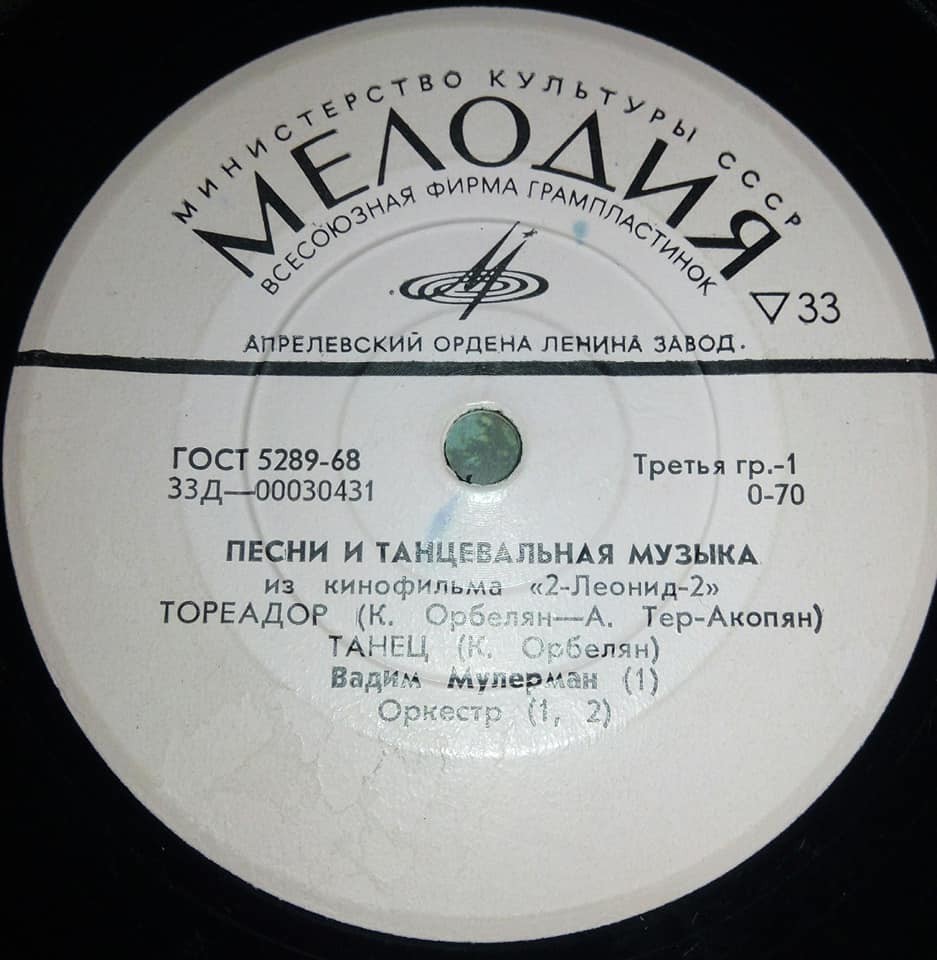 МИНИСТЕРСТВО КУЛЬТУРЫ СССР
МЕЛОДИЯ
ВСЕСОЮЗНАЯ ФИРМА ГРАМПЛАСТИНОК
▽33
АПРЕЛЕВСКИЙ ОРДЕНА ЛЕНИНА ЗАВОД.
ГОСТ 5289-68
Третья гр.-1
33Д—00030431
0-70
ПЕСНИ И ТАНЦЕВАЛЬНАЯ МУЗЫКА
из кинофильма «2-Леонид-2»
ТОРЕАДОР (К. Орбелян—А. Тер-Акопян)
ТАНЕЦ (К. Орбелян)
Вадим Мулерман (1)
Оркестр (1, 2)